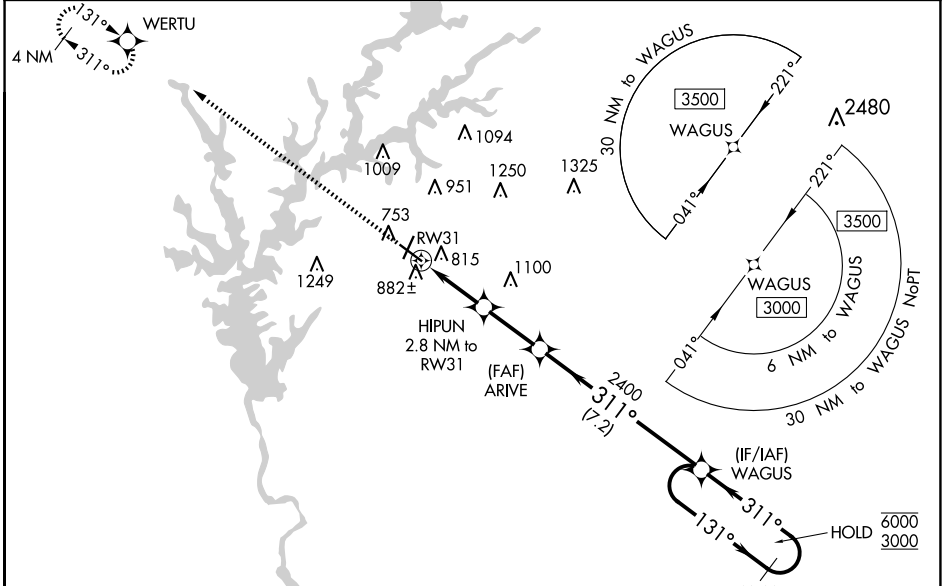 131°
WERTU
4 NM
311°
30 NM to WAGUS
3500
221°
WAGUS
041°
2480
1094
1009
951
1250
1325
753
RW31
815
882±
1249
1100
221°
3500
WAGUS
3000
041°
6 NM to WAGUS
30 NM to WAGUS NoPT
HIPUN
2.8 NM to
RW31
(FAF)
ARIVE
2400
311°
(7.2)
(IF/IAF)
WAGUS
311°
131°
HOLD
6000
3000